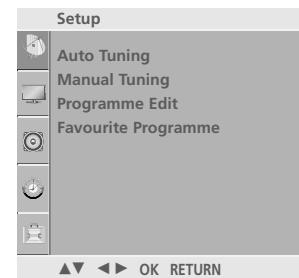 Setup
Auto Tuning
Manual Tuning
Programme Edit
Favourite Programme
▲▼ ◄► OK RETURN